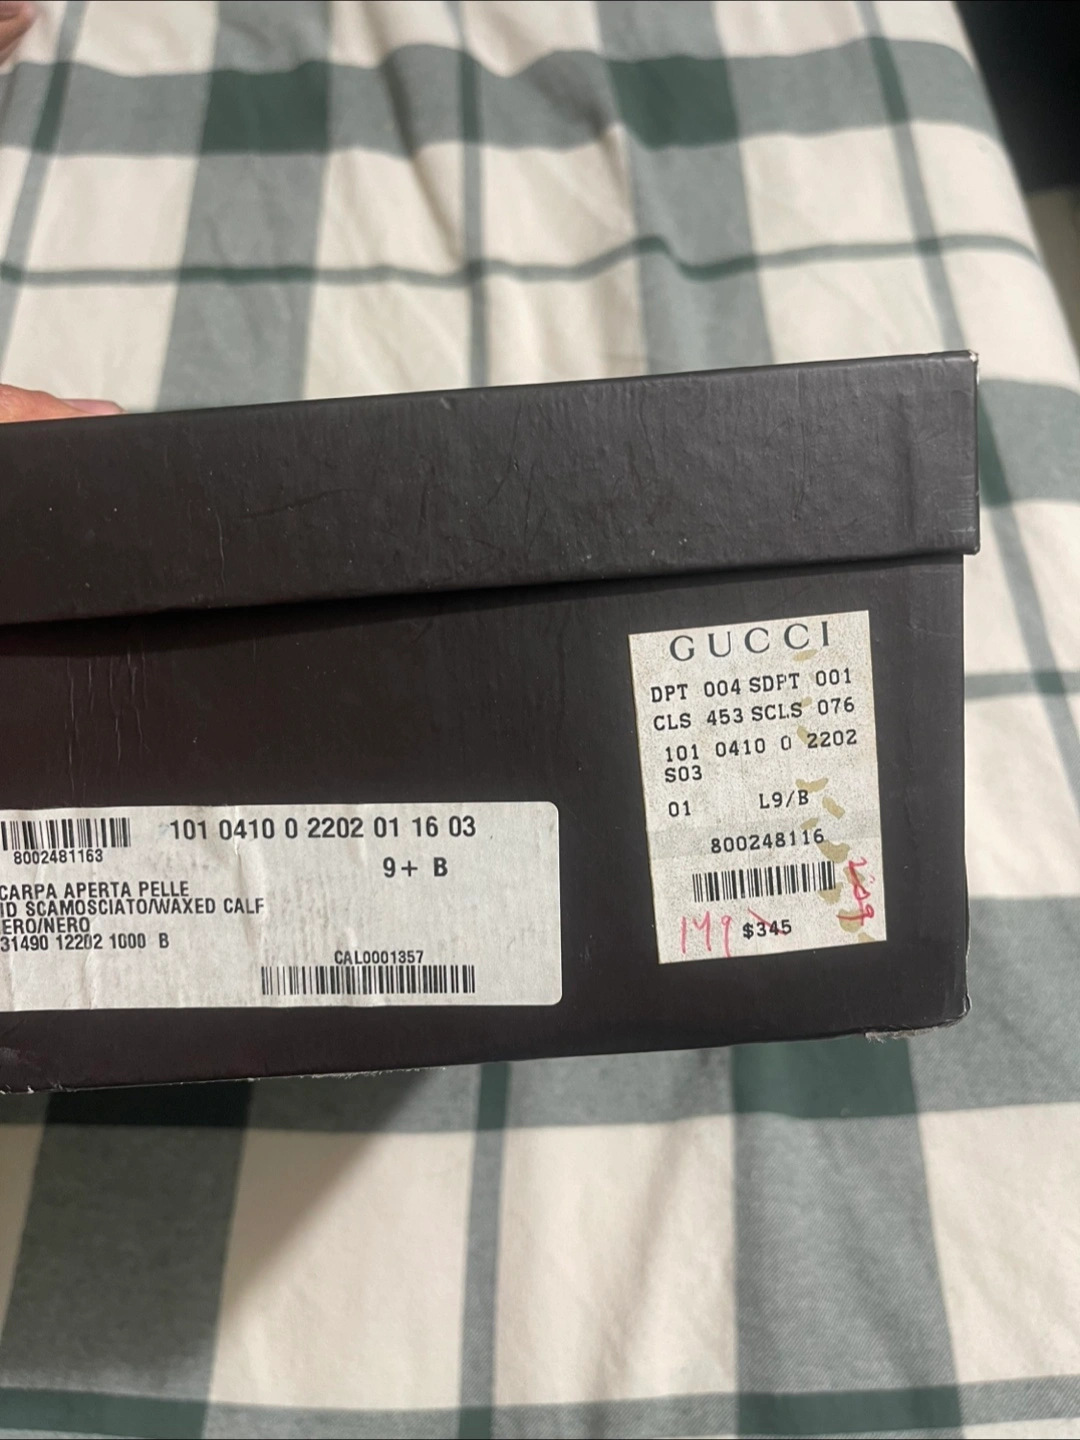 GUCCI
DPT 004 SDPT 001
CLS 453 SCLS 076
101 0410 0 2202
S03
01 L9/B
800248116
149 $345
101 0410 0 2202 01 16 03
8002481163
9+ B
CARPA APERTA PELLE
ID SCAMOSCIATO/WAXED CALF
ERO/NERO
31490 12202 1000 B
CAL0001357